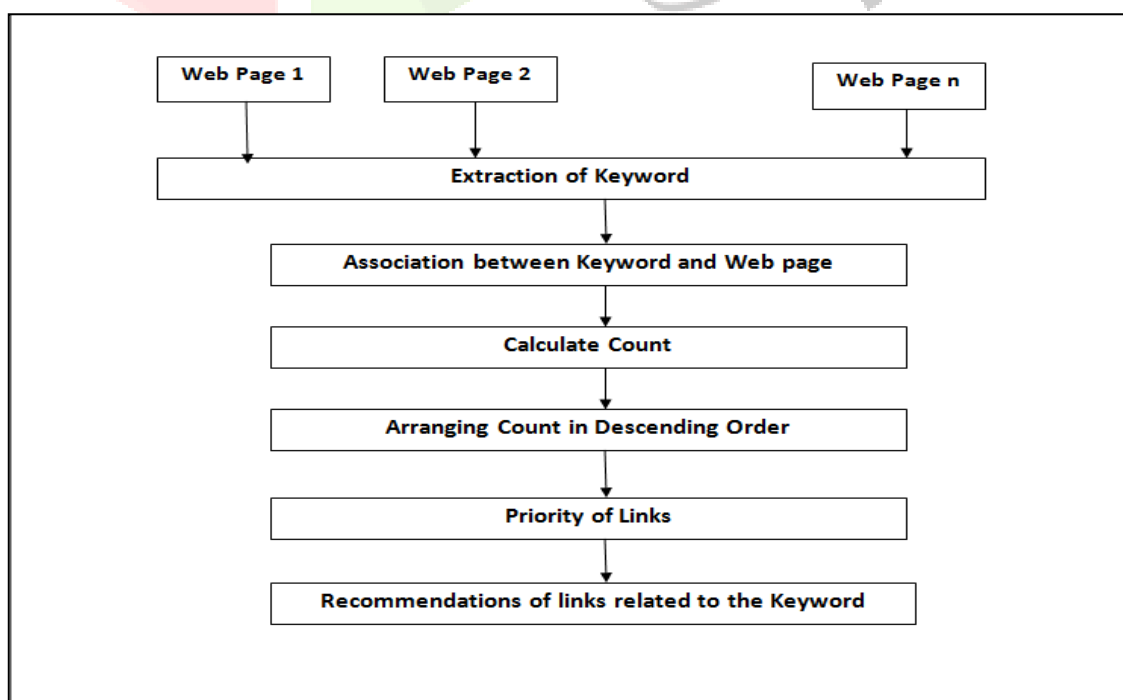 Web Page 1
Web Page 2
Web Page n
Extraction of Keyword
Association between Keyword and Web page
Calculate Count
Arranging Count in Descending Order
Priority of Links
Recommendations of links related to the Keyword